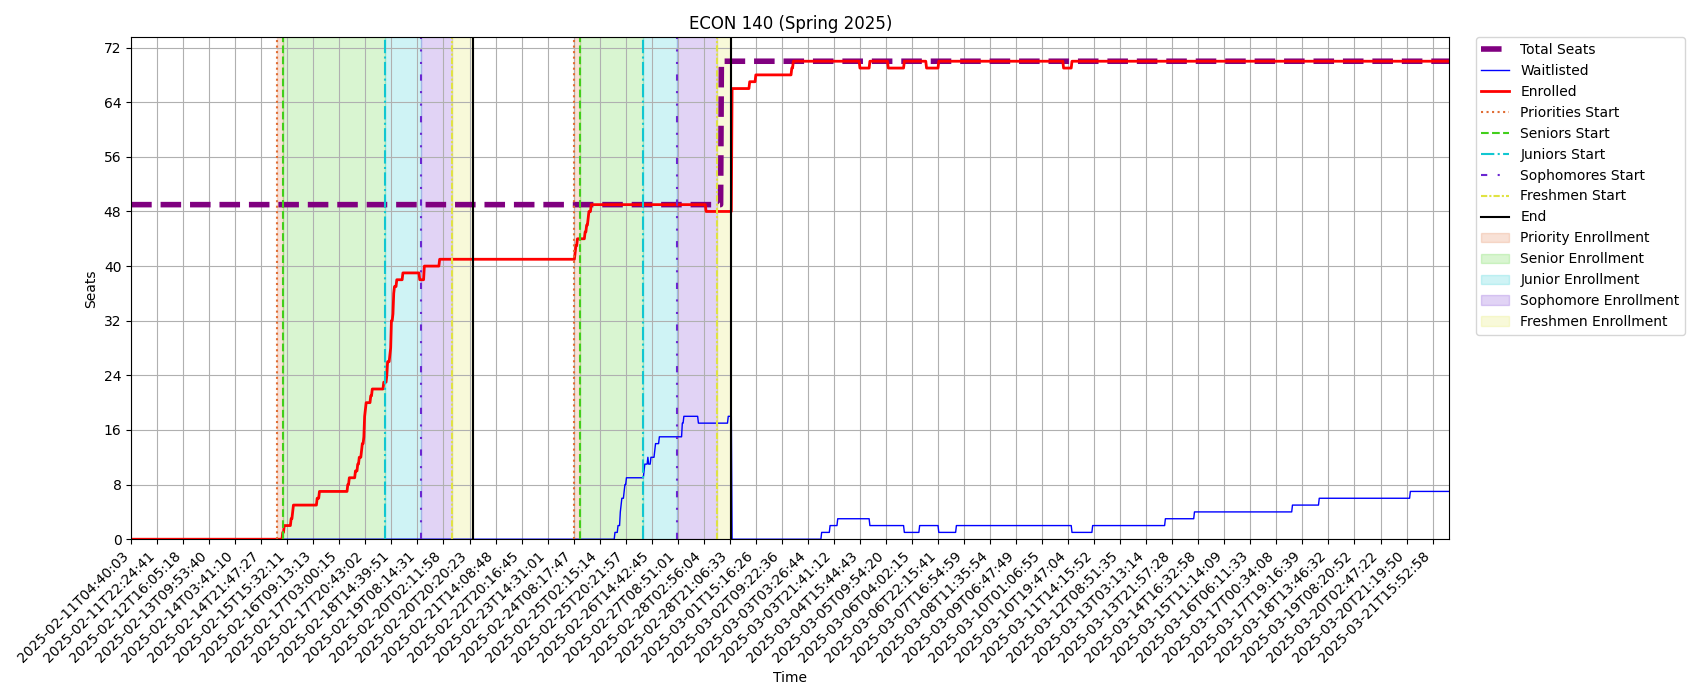 ECON 140 (Spring 2025)
Seats
72
64
56
48
40
32
24
16
8
0
2025-02-11T04:40:03
2025-02-11T22:24:41
2025-02-12T16:05:18
2025-02-13T09:53:40
2025-02-14T03:41:10
2025-02-14T21:47:27
2025-02-15T15:32:11
2025-02-16T09:13:13
2025-02-17T03:00:15
2025-02-17T20:43:02
2025-02-18T14:39:51
2025-02-19T08:14:31
2025-02-20T02:11:58
2025-02-20T20:20:23
2025-02-21T14:08:48
2025-02-22T20:16:45
2025-02-23T14:31:01
2025-02-24T08:17:47
2025-02-25T02:15:14
2025-02-25T20:21:57
2025-02-26T14:42:45
2025-02-27T08:51:01
2025-02-28T02:56:04
2025-02-28T21:06:33
2025-03-01T15:16:26
2025-03-02T09:22:36
2025-03-03T03:26:44
2025-03-03T21:41:12
2025-03-04T15:44:43
2025-03-05T09:54:20
2025-03-06T04:02:15
2025-03-06T22:15:41
2025-03-07T16:54:59
2025-03-08T11:35:54
2025-03-09T06:47:49
2025-03-10T01:06:55
2025-03-10T19:47:04
2025-03-11T14:15:52
2025-03-12T08:51:35
2025-03-13T03:13:14
2025-03-13T21:57:28
2025-03-14T16:32:58
2025-03-15T11:14:09
2025-03-16T06:11:33
2025-03-17T00:34:08
2025-03-17T19:16:39
2025-03-18T13:46:32
2025-03-19T08:20:52
2025-03-20T02:47:22
2025-03-20T21:19:50
2025-03-21T15:52:58
Time
Total Seats
Waitlisted
Enrolled
Priorities Start
Seniors Start
Juniors Start
Sophomores Start
Freshmen Start
End
Priority Enrollment
Senior Enrollment
Junior Enrollment
Sophomore Enrollment
Freshmen Enrollment